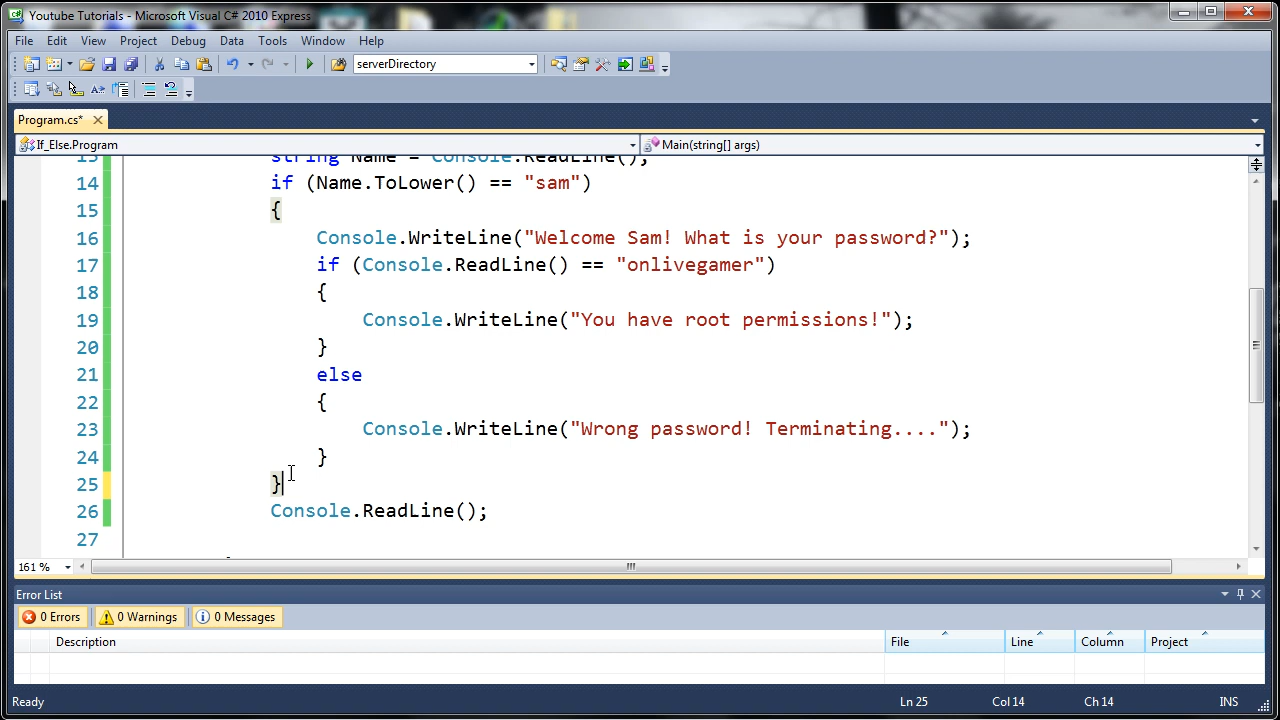 Youtube Tutorials - Microsoft Visual C# 2010 Express
File Edit View Project Debug Data Tools Window Help
serverDirectory
Program.cs*
If_Else.Program Main(string[] args)
13 string Name = Console.ReadLine();
14 if (Name.ToLower() == "sam")
15 {
16 Console.WriteLine("Welcome Sam! What is your password?");
17 if (Console.ReadLine() == "onlivegamer")
18 {
19 Console.WriteLine("You have root permissions!");
20 }
21 else
22 {
23 Console.WriteLine("Wrong password! Terminating....");
24 }
25 }
26 Console.ReadLine();
27
161 %
Error List
0 Errors 0 Warnings 0 Messages
Description File Line Column Project
Ready Ln 25 Col 14 Ch 14 INS